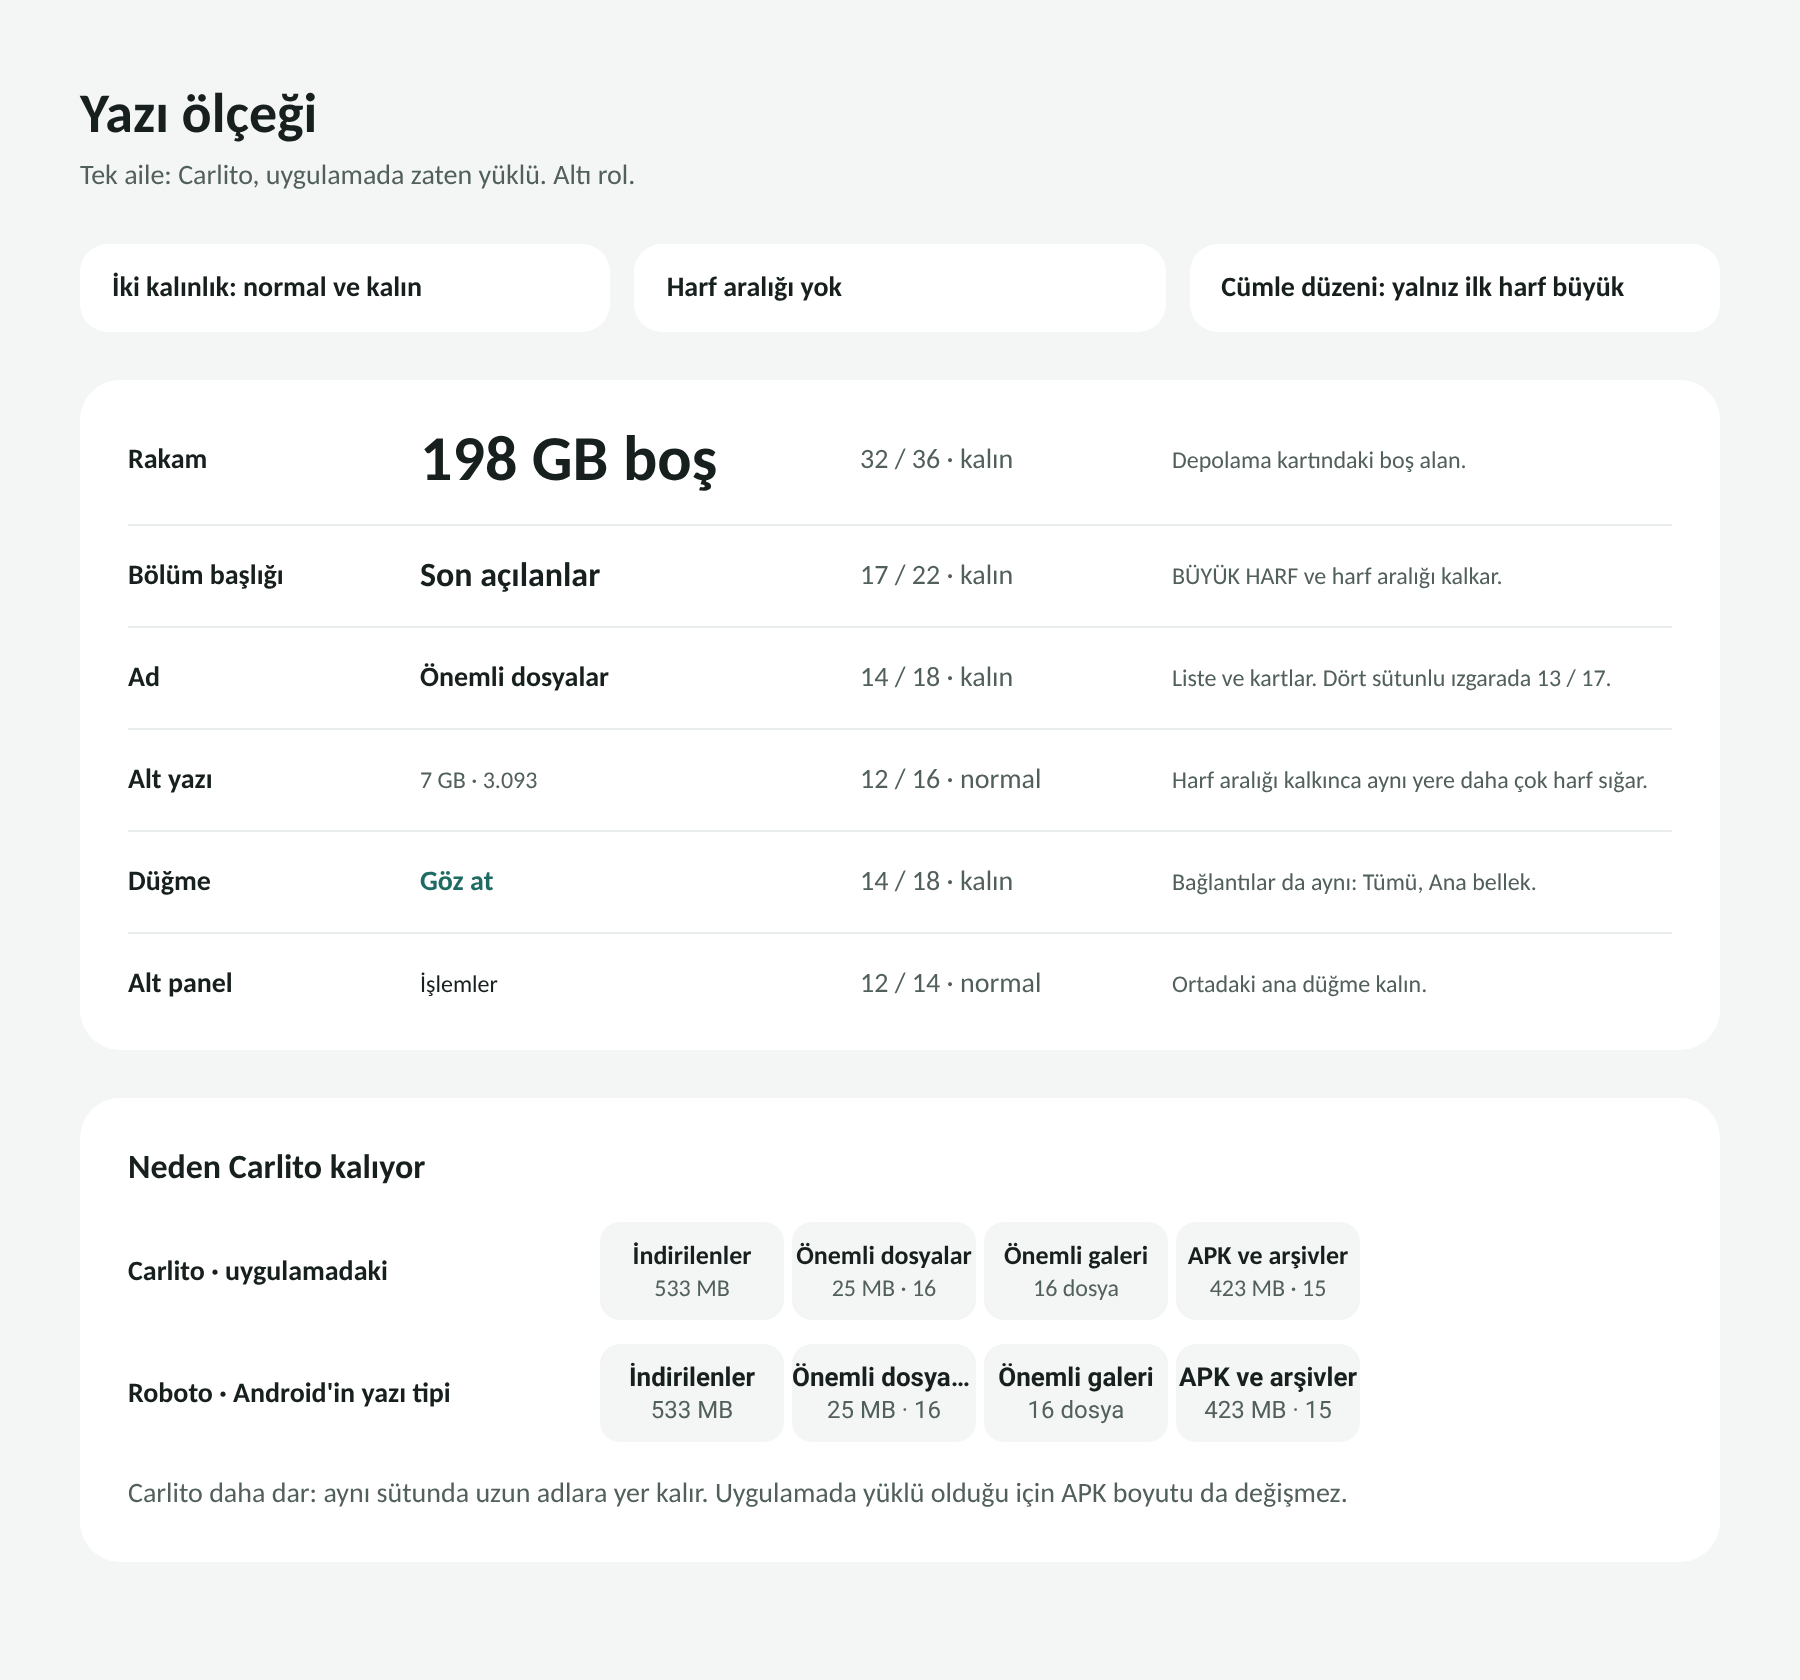 Yazı ölçeği
Tek aile: Carlito, uygulamada zaten yüklü. Altı rol.
İki kalınlık: normal ve kalın
Harf aralığı yok
Cümle düzeni: yalnız ilk harf büyük
Rakam
198 GB boş
32 / 36 · kalın
Depolama kartındaki boş alan.
Bölüm başlığı
Son açılanlar
17 / 22 · kalın
BÜYÜK HARF ve harf aralığı kalkar.
Ad
Önemli dosyalar
14 / 18 · kalın
Liste ve kartlar. Dört sütunlu ızgarada 13 / 17.
Alt yazı
7 GB · 3.093
12 / 16 · normal
Harf aralığı kalkınca aynı yere daha çok harf sığar.
Düğme
Göz at
14 / 18 · kalın
Bağlantılar da aynı: Tümü, Ana bellek.
Alt panel
İşlemler
12 / 14 · normal
Ortadaki ana düğme kalın.
Neden Carlito kalıyor
Carlito · uygulamadaki
İndirilenler
533 MB
Önemli dosyalar
25 MB · 16
Önemli galeri
16 dosya
APK ve arşivler
423 MB · 15
Roboto · Android'in yazı tipi
İndirilenler
533 MB
Önemli dosya...
25 MB · 16
Önemli galeri
16 dosya
APK ve arşivler
423 MB · 15
Carlito daha dar: aynı sütunda uzun adlara yer kalır. Uygulamada yüklü olduğu için APK boyutu da değişmez.